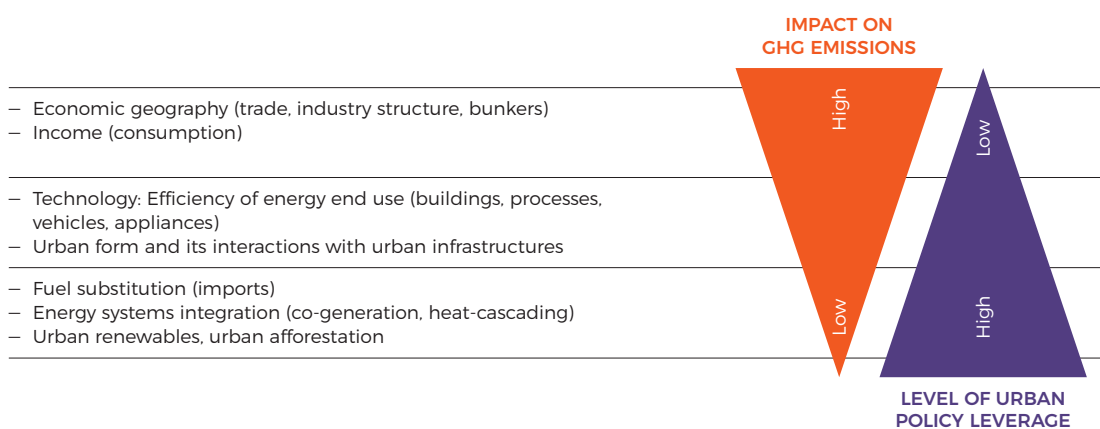 IMPACT ON
GHG EMISSIONS
– Economic geography (trade, industry structure, bunkers)
– Income (consumption)
High
Low
– Technology: Efficiency of energy end use (buildings, processes,
vehicles, appliances)
– Urban form and its interactions with urban infrastructures
– Fuel substitution (imports)
– Energy systems integration (co-generation, heat-cascading)
– Urban renewables, urban afforestation
Low
High
LEVEL OF URBAN
POLICY LEVERAGE